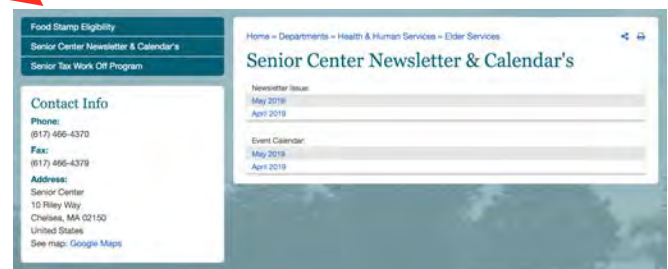 Food Stamp Eligibility
Senior Center Newsletter & Calendar's
Senior Tax Work Off Program
Contact Info
Phone:
(617) 466-4370
Fax:
(617) 466-4379
Address:
Senior Center
10 Riley Way
Chelsea, MA 02150
United States
See map: Google Maps
Home » Departments » Health & Human Services » Elder Services
Senior Center Newsletter & Calendar's
Newsletter Issue:
May 2019
April 2019
Event Calendar:
May 2019
April 2019